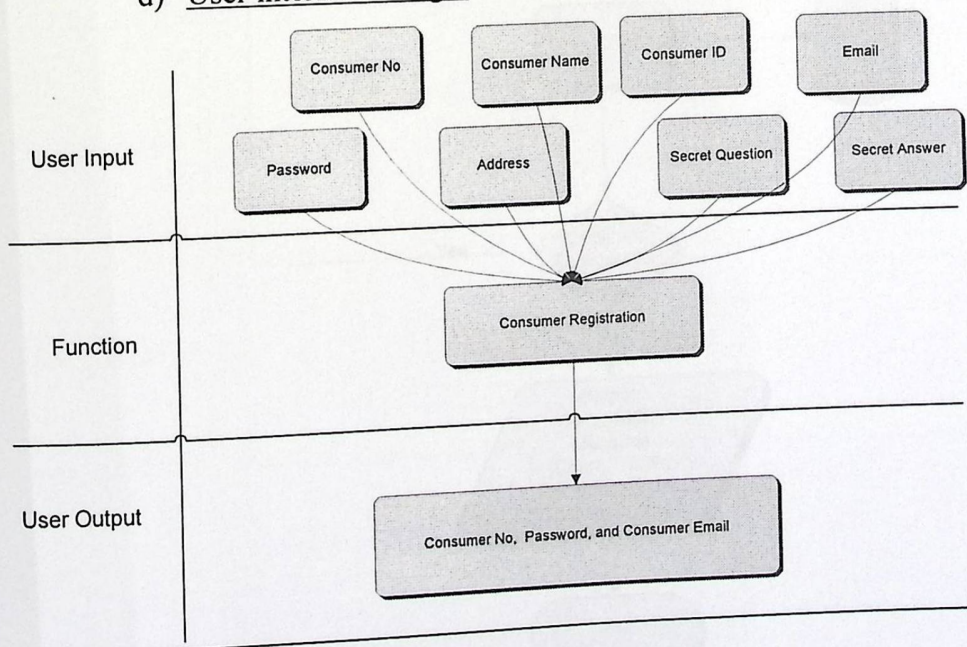 Consumer No
Consumer Name
Consumer ID
Email
User Input
Password
Address
Secret Question
Secret Answer
Function
Consumer Registration
User Output
Consumer No, Password, and Consumer Email